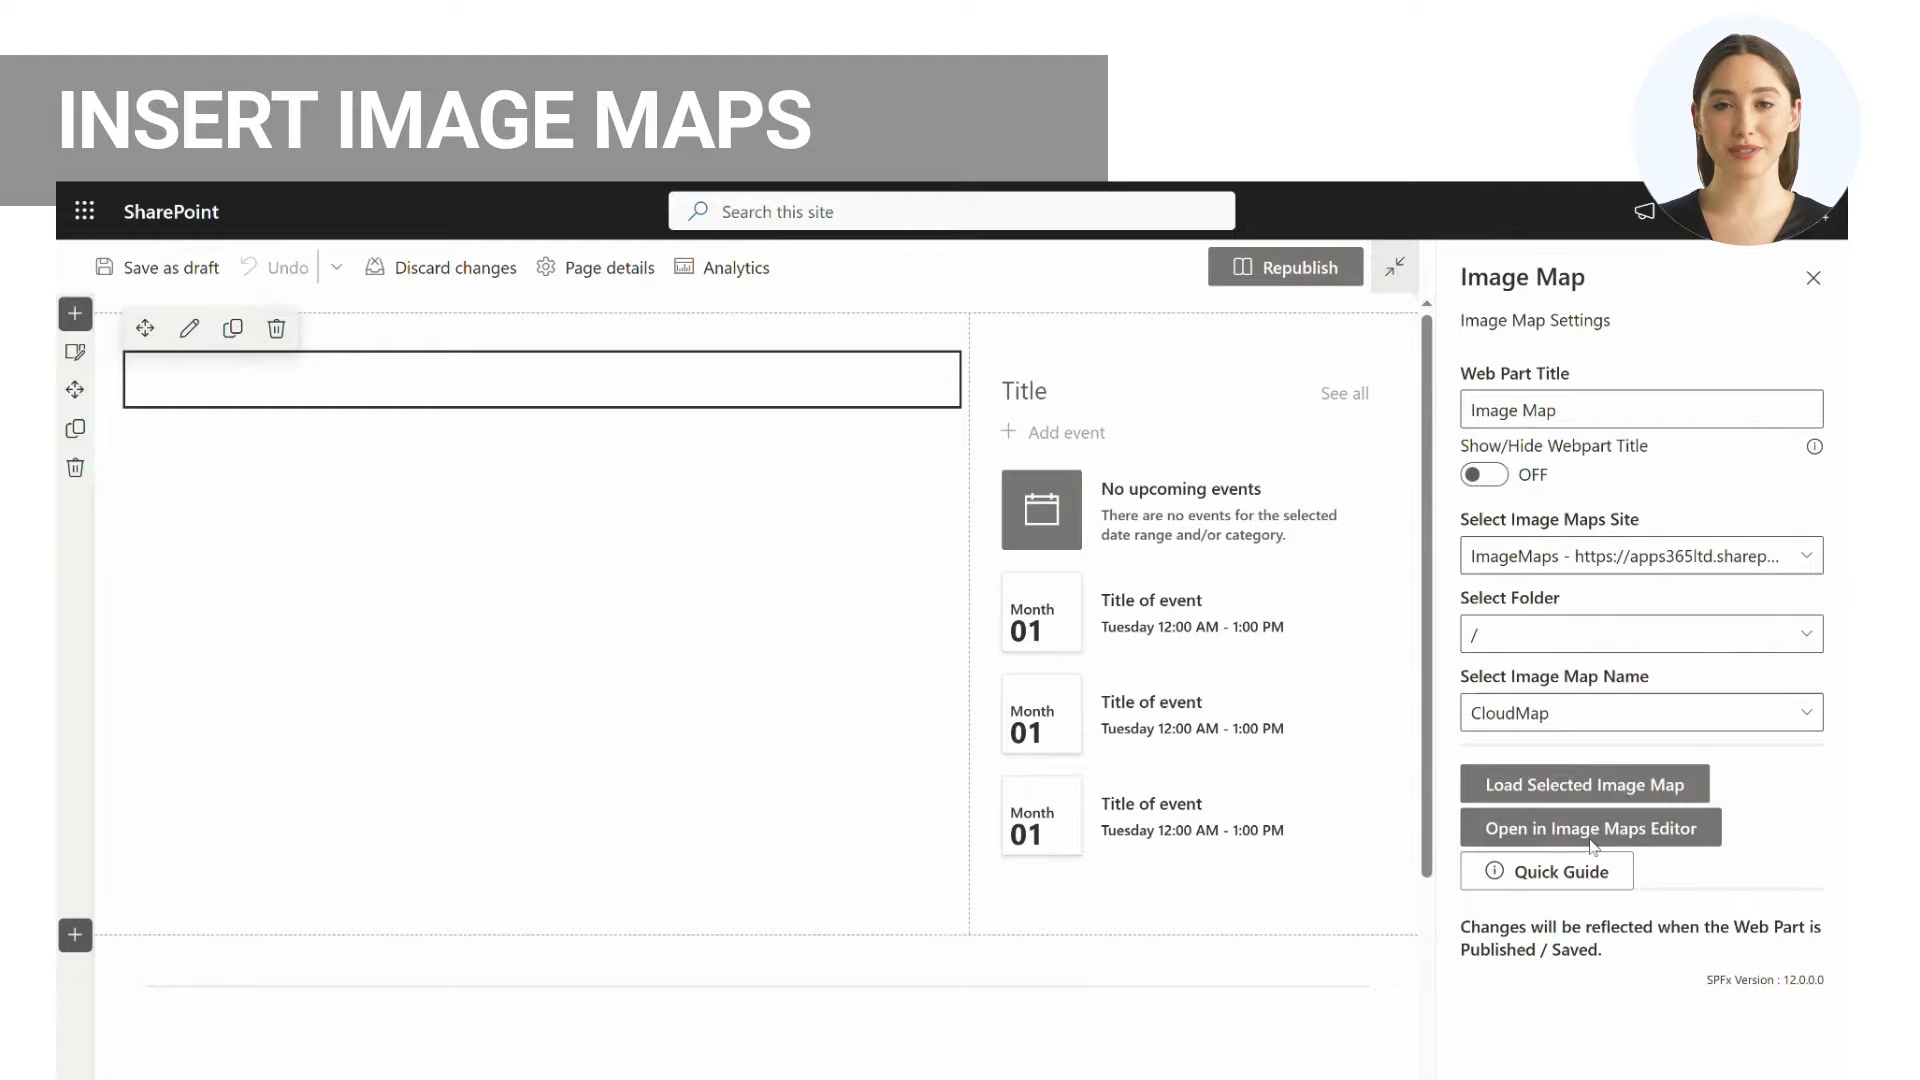 INSERT IMAGE MAPS
SharePoint
Search this site
Save as draft
Undo
Discard changes
Page details
Analytics
Republish
Title
See all
Add event
No upcoming events
There are no events for the selected
date range and/or category.
Month
01
Title of event
Tuesday 12:00 AM - 1:00 PM
Month
01
Title of event
Tuesday 12:00 AM - 1:00 PM
Month
01
Title of event
Tuesday 12:00 AM - 1:00 PM
Image Map
Image Map Settings
Web Part Title
Image Map
Show/Hide Webpart Title
OFF
Select Image Maps Site
ImageMaps - https://apps365ltd.sharep...
Select Folder
/
Select Image Map Name
CloudMap
Load Selected Image Map
Open in Image Maps Editor
Quick Guide
Changes will be reflected when the Web Part is
Published / Saved.
SPFx Version : 12.0.0.0